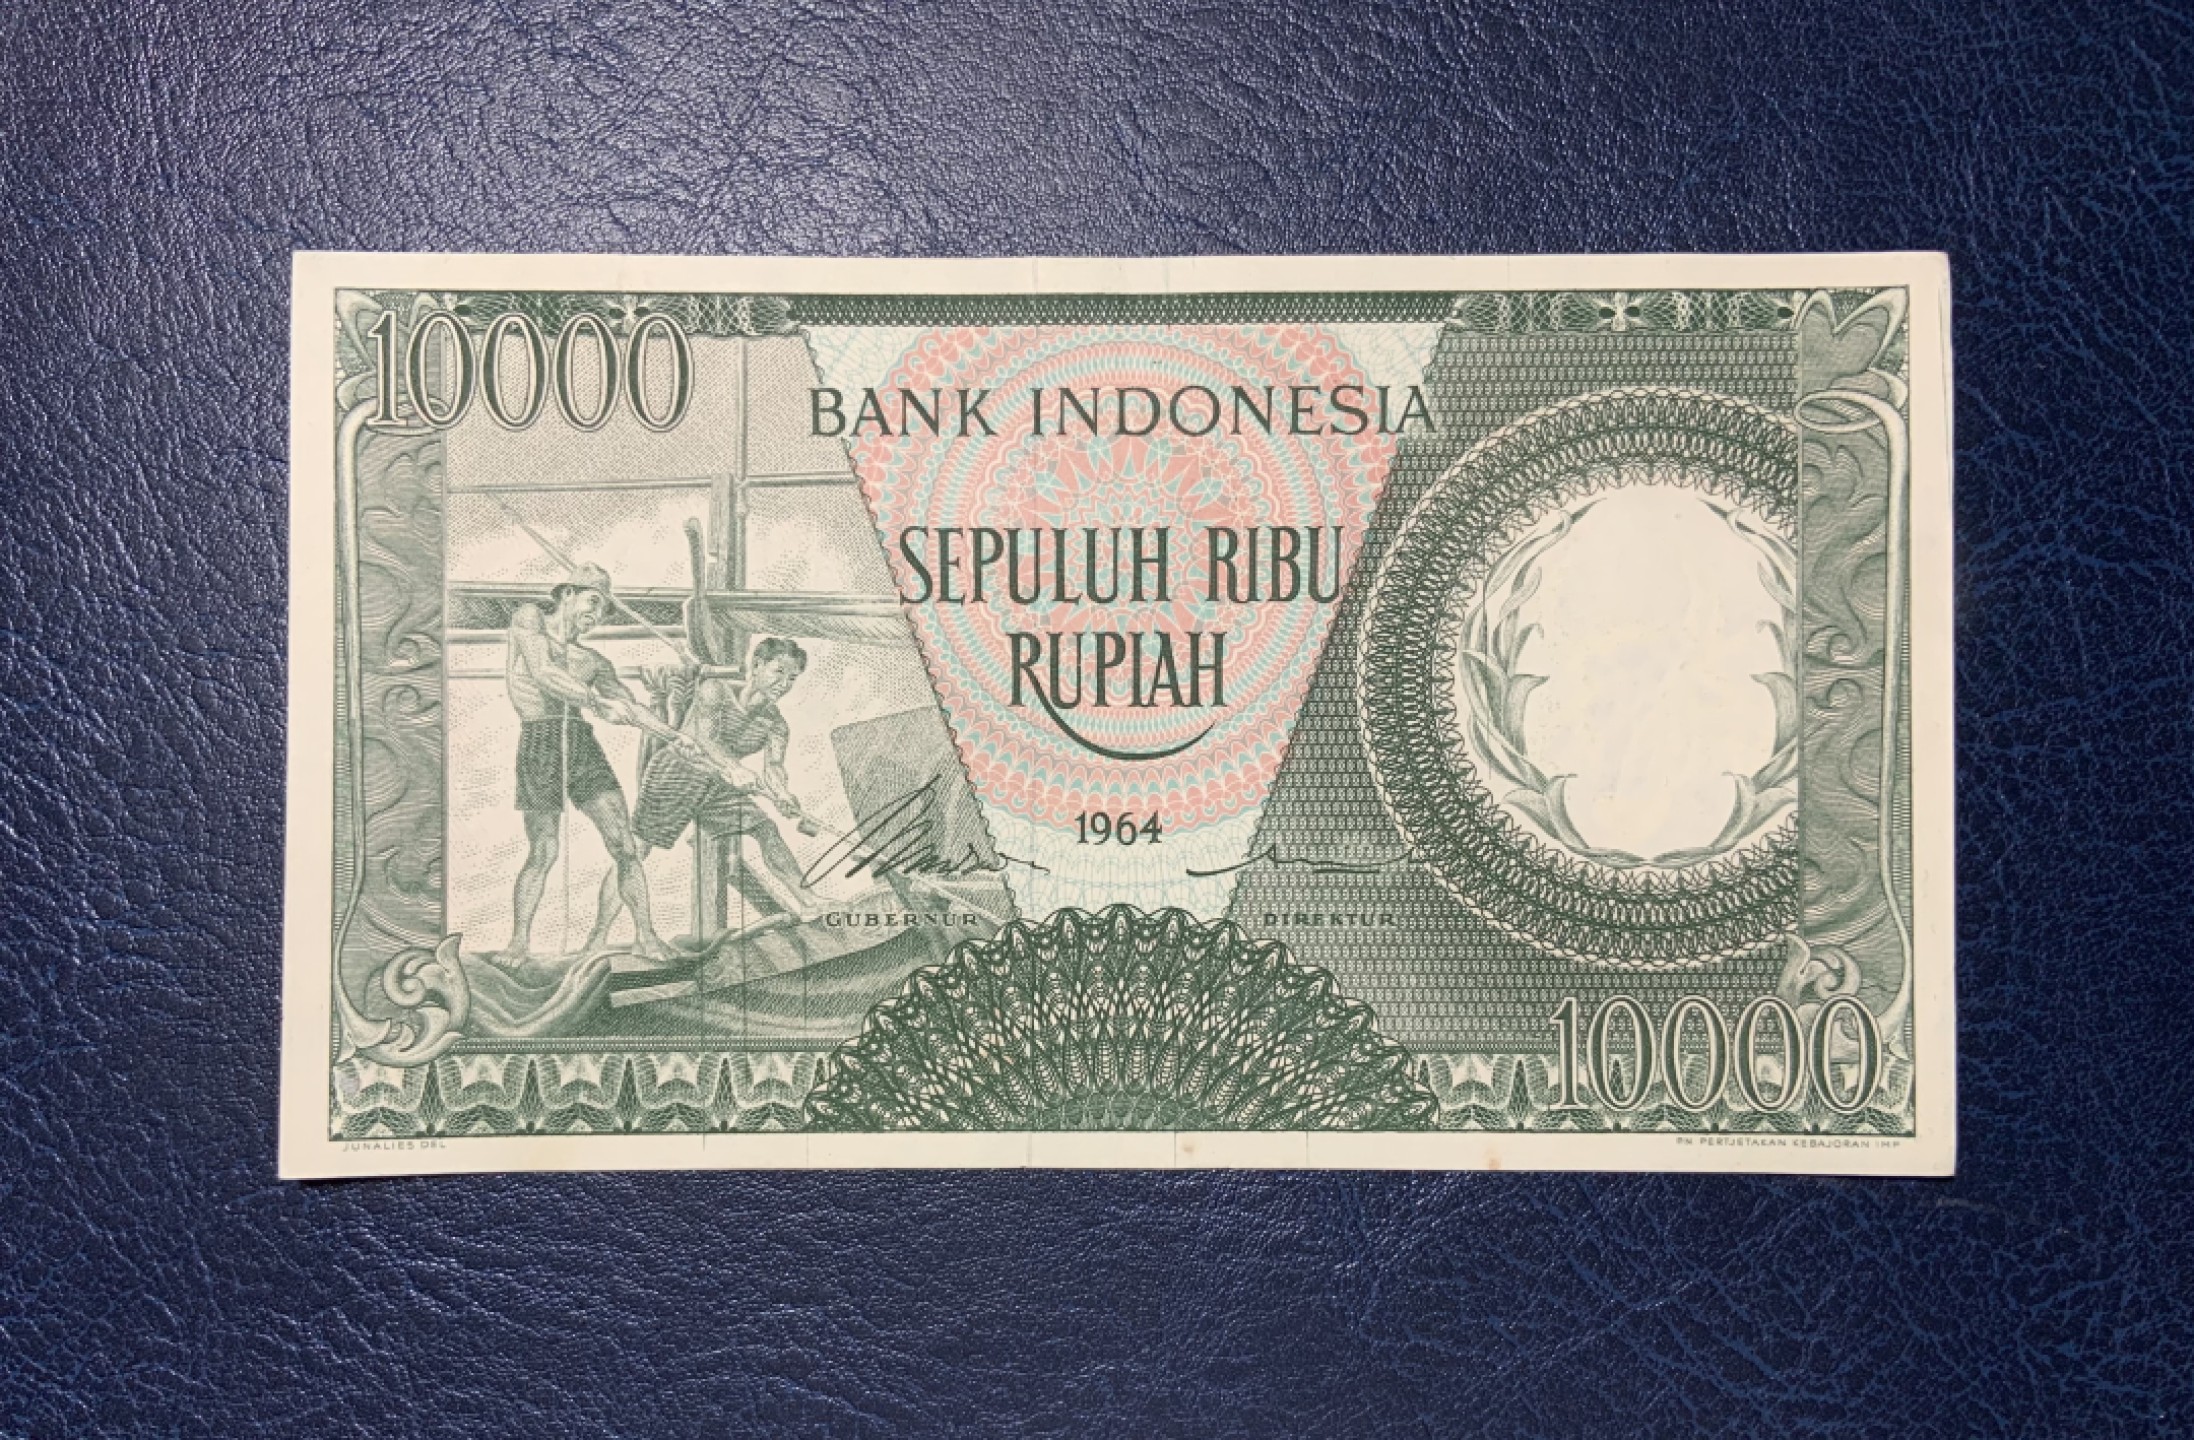 10000
BANK INDONESIA
SEPULUH RIBU
RUPIAH
1964
GUBERNUR DIREKTUR
10000
JUNALIES DEL PN PERTJETAKAN KEBAJORAN IMP